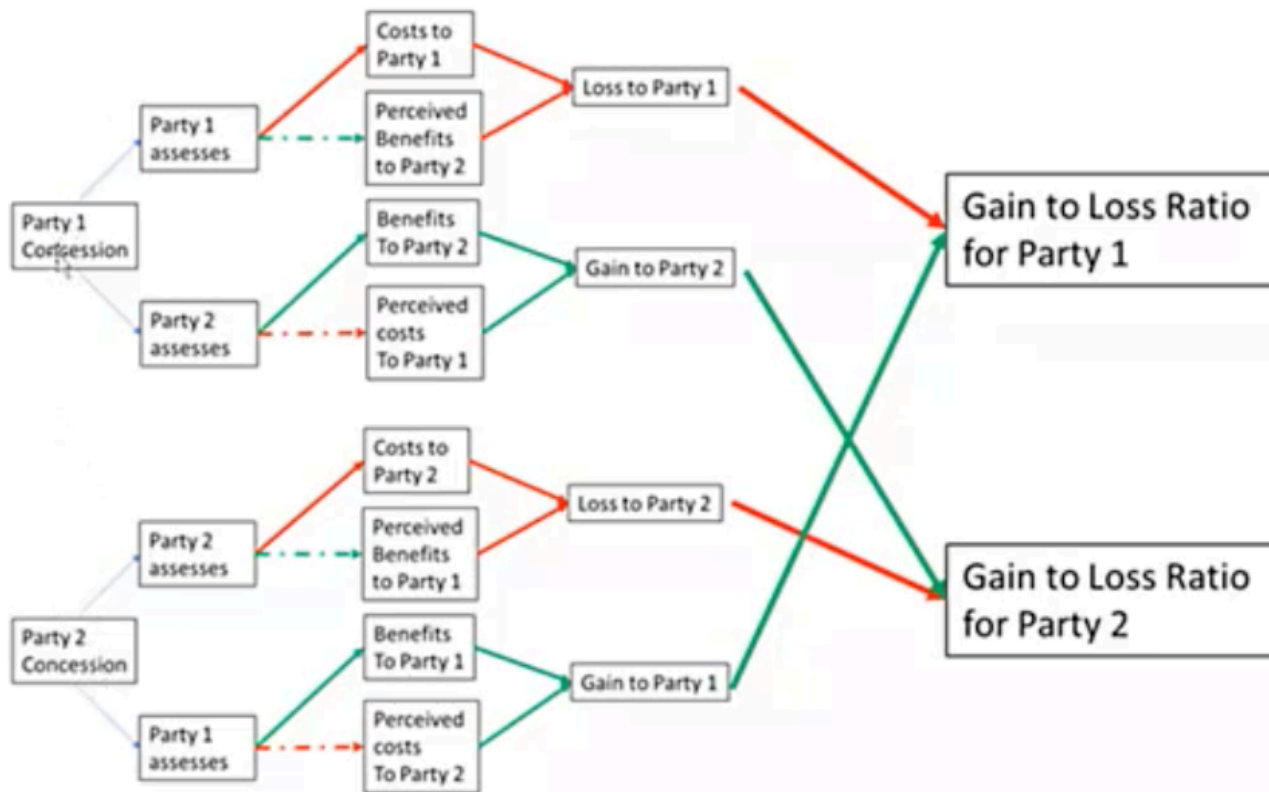 Costs to
Party 1
Loss to Party 1
Party 1
assesses
Perceived
Benefits
to Party 2
Party 1
Concession
Benefits
To Party 2
Gain to Party 2
Party 2
assesses
Perceived
costs
To Party 1
Gain to Loss Ratio
for Party 1
Costs to
Party 2
Loss to Party 2
Party 2
assesses
Perceived
Benefits
to Party 1
Party 2
Concession
Benefits
To Party 1
Gain to Party 1
Party 1
assesses
Perceived
costs
To Party 2
Gain to Loss Ratio
for Party 2